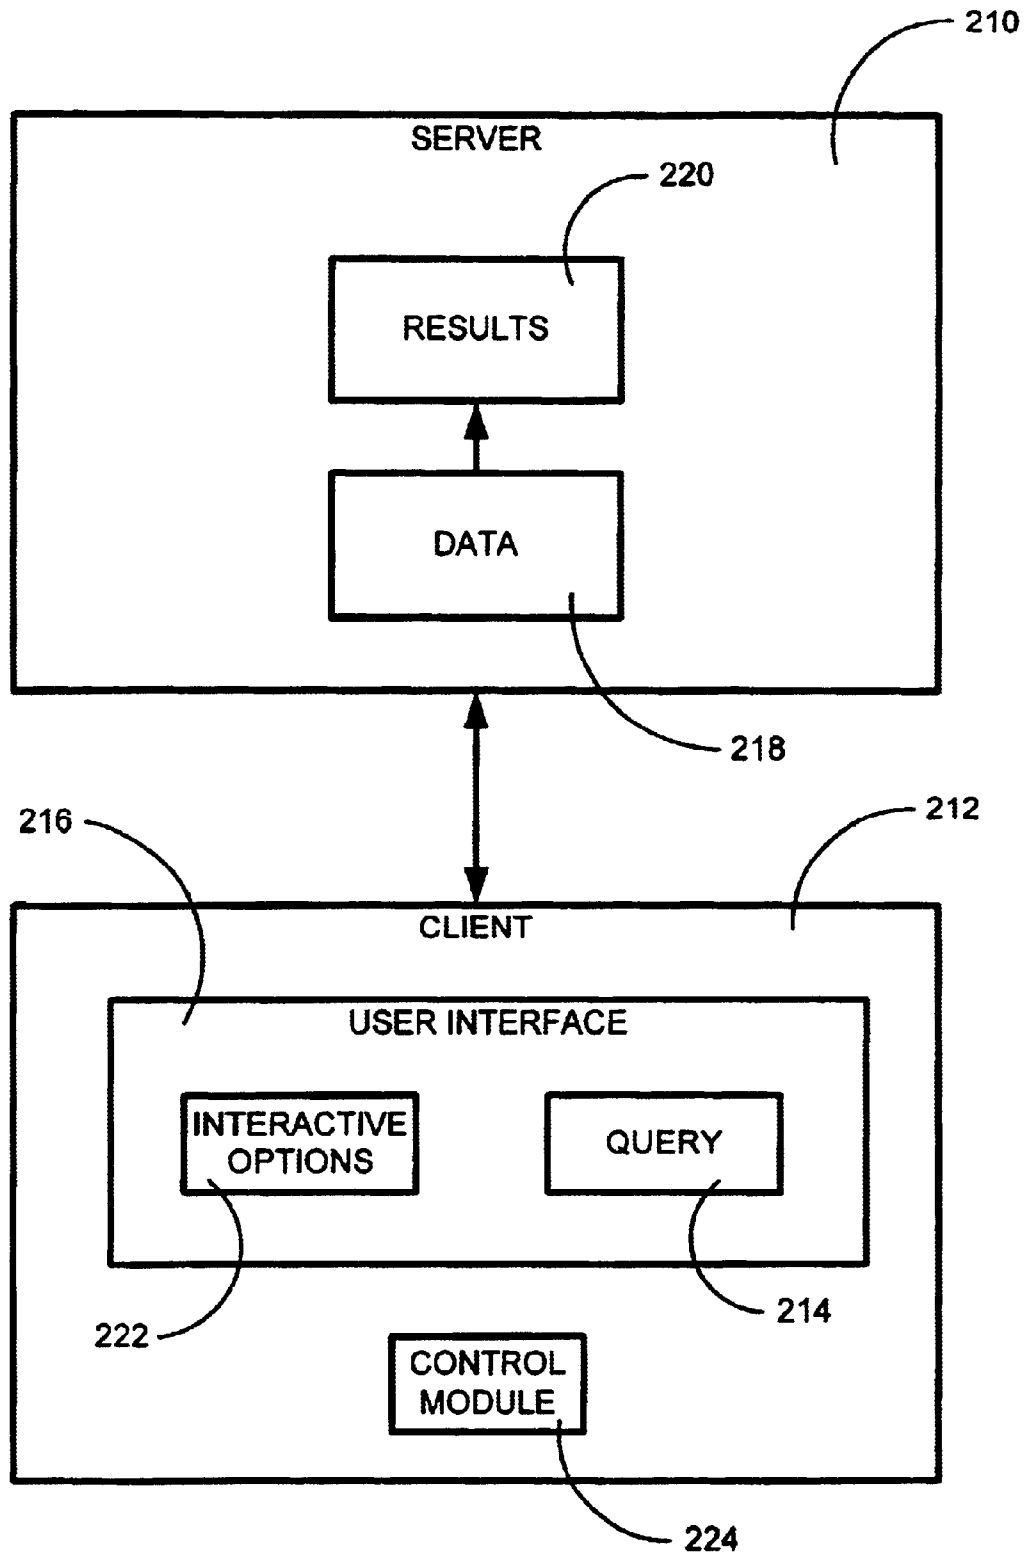 210
SERVER
220
RESULTS
DATA
218
216
212
CLIENT
USER INTERFACE
INTERACTIVE
OPTIONS
QUERY
222
214
CONTROL
MODULE
224